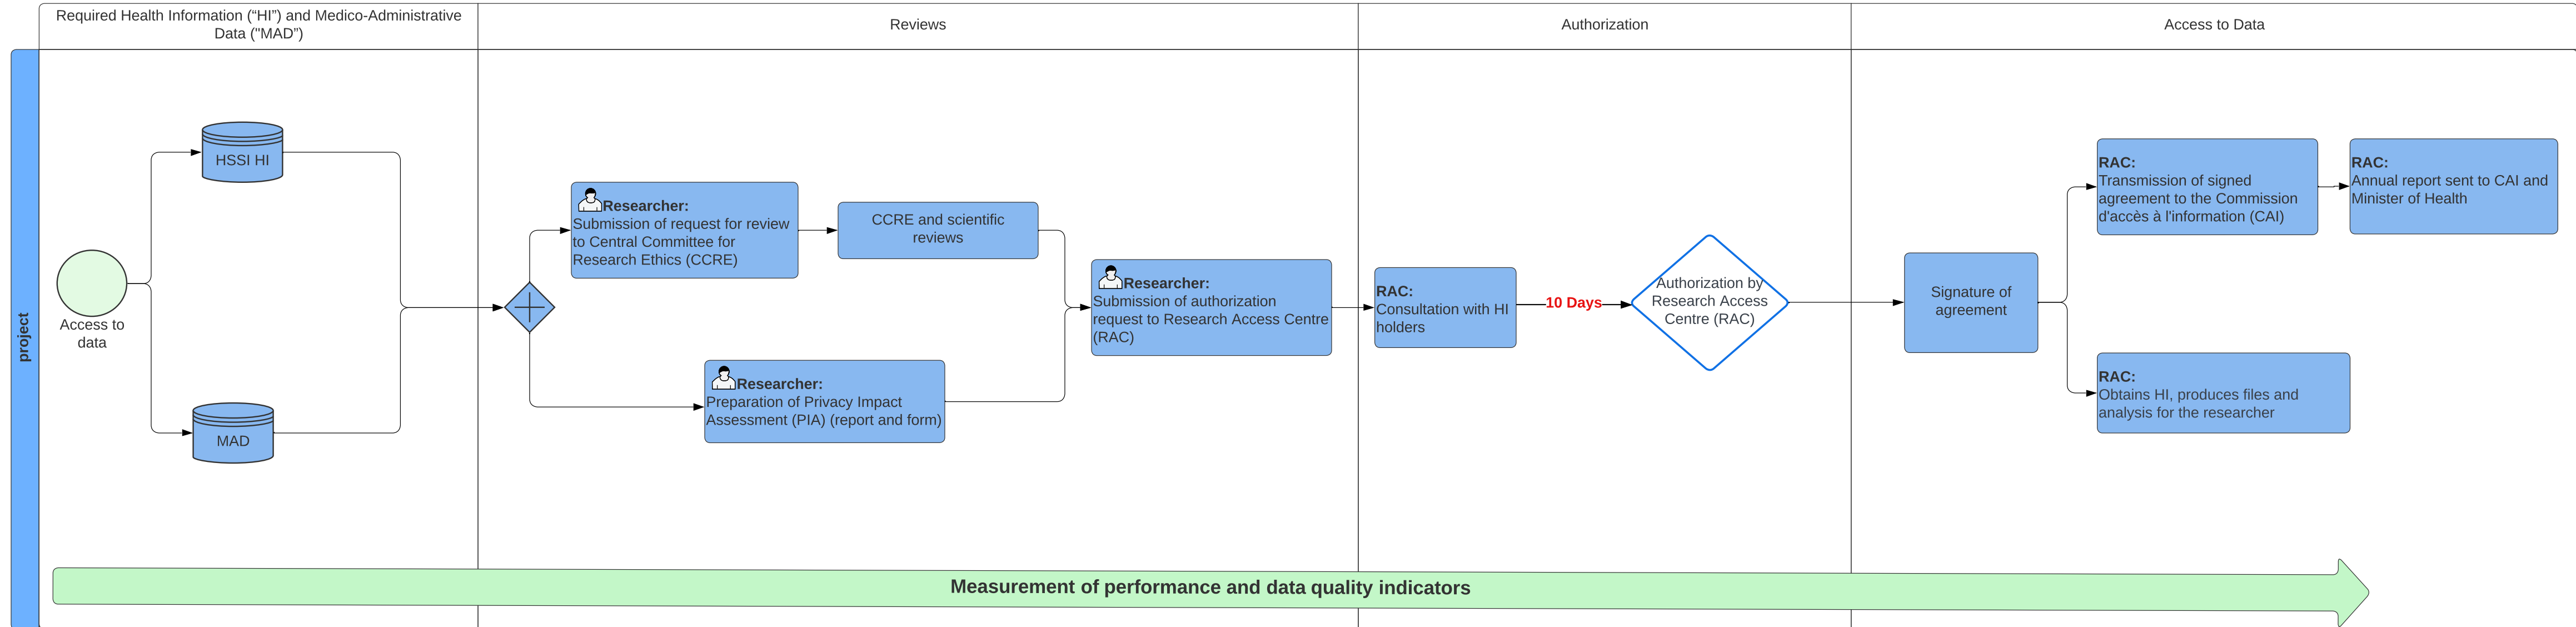 Required Health Information (“HI”) and Medico-Administrative
Data ("MAD”)
Reviews
Authorization
Access to Data
project
Access to
data
HSSI HI
MAD
Researcher:
Submission of request for review
to Central Committee for
Research Ethics (CCRE)
CCRE and scientific
reviews
Researcher:
Preparation of Privacy Impact
Assessment (PIA) (report and form)
Researcher:
Submission of authorization
request to Research Access Centre
(RAC)
RAC:
Consultation with HI
holders
10 Days
Authorization by
Research Access
Centre (RAC)
Signature of
agreement
RAC:
Transmission of signed
agreement to the Commission
d'accès à l'information (CAI)
RAC:
Annual report sent to CAI and
Minister of Health
RAC:
Obtains HI, produces files and
analysis for the researcher
Measurement of performance and data quality indicators